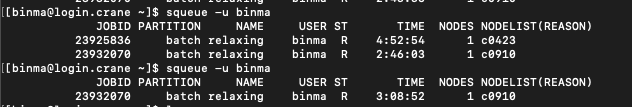 [[binma@login.crane ~]$ squeue -u binma
JOBID PARTITION NAME USER ST TIME NODES NODELIST(REASON)
23925836 batch relaxing binma R 4:52:54 1 c0423
23932070 batch relaxing binma R 2:46:03 1 c0910
[[binma@login.crane ~]$ squeue -u binma
JOBID PARTITION NAME USER ST TIME NODES NODELIST(REASON)
23932070 batch relaxing binma R 3:08:52 1 c0910